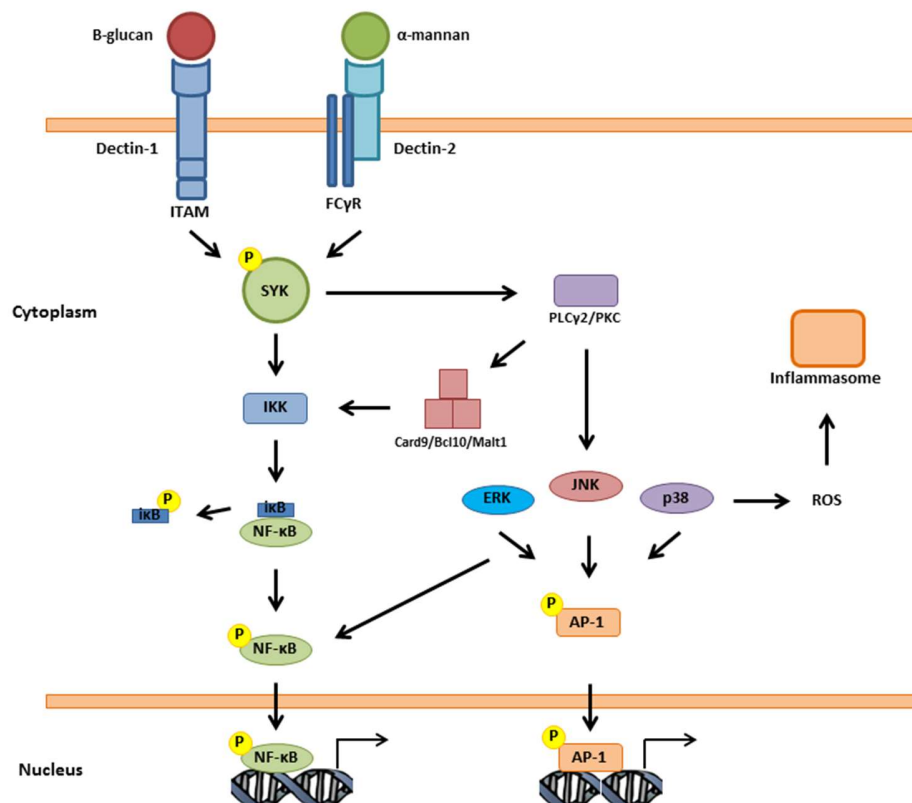 B-glucan
α-mannan
Dectin-1
Dectin-2
ITAM
FCγR
P
SYK
Cytoplasm
PLCγ2/PKC
Inflammasome
IKK
Card9/Bcl10/Malt1
P
iκB
iκB
NF-κB
ERK
JNK
p38
ROS
P
NF-κB
P
AP-1
P
NF-κB
P
AP-1
Nucleus